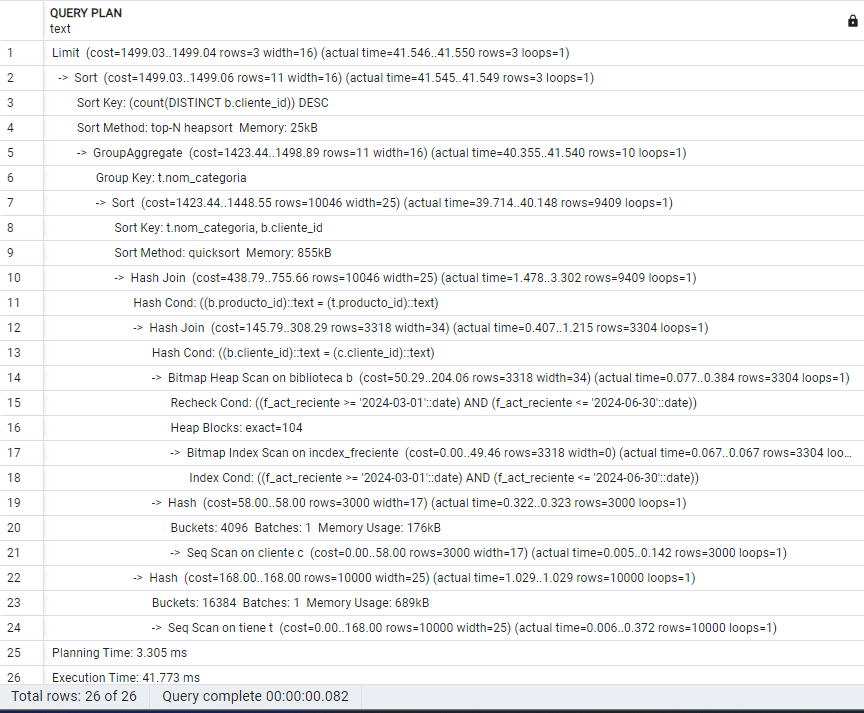 QUERY PLAN
text
1 Limit (cost=1499.03..1499.04 rows=3 width=16) (actual time=41.546..41.550 rows=3 loops=1)
2 -> Sort (cost=1499.03..1499.06 rows=11 width=16) (actual time=41.545..41.549 rows=3 loops=1)
3 Sort Key: (count(DISTINCT b.cliente_id)) DESC
4 Sort Method: top-N heapsort Memory: 25kB
5 -> GroupAggregate (cost=1423.44..1498.89 rows=11 width=16) (actual time=40.355..41.540 rows=10 loops=1)
6 Group Key: t.nom_categoria
7 -> Sort (cost=1423.44..1448.55 rows=10046 width=25) (actual time=39.714..40.148 rows=9409 loops=1)
8 Sort Key: t.nom_categoria, b.cliente_id
9 Sort Method: quicksort Memory: 855kB
10 -> Hash Join (cost=438.79..755.66 rows=10046 width=25) (actual time=1.478..3.302 rows=9409 loops=1)
11 Hash Cond: ((b.producto_id)::text = (t.producto_id)::text)
12 -> Hash Join (cost=145.79..308.29 rows=3318 width=34) (actual time=0.407..1.215 rows=3304 loops=1)
13 Hash Cond: ((b.cliente_id)::text = (c.cliente_id)::text)
14 -> Bitmap Heap Scan on biblioteca b (cost=50.29..204.06 rows=3318 width=34) (actual time=0.077..0.384 rows=3304 loops=1)
15 Recheck Cond: ((f_act_reciente >= '2024-03-01'::date) AND (f_act_reciente <= '2024-06-30'::date))
16 Heap Blocks: exact=104
17 -> Bitmap Index Scan on incdex_freciente (cost=0.00..49.46 rows=3318 width=0) (actual time=0.067..0.067 rows=3304 loo...
18 Index Cond: ((f_act_reciente >= '2024-03-01'::date) AND (f_act_reciente <= '2024-06-30'::date))
19 -> Hash (cost=58.00..58.00 rows=3000 width=17) (actual time=0.322..0.323 rows=3000 loops=1)
20 Buckets: 4096 Batches: 1 Memory Usage: 176kB
21 -> Seq Scan on cliente c (cost=0.00..58.00 rows=3000 width=17) (actual time=0.005..0.142 rows=3000 loops=1)
22 -> Hash (cost=168.00..168.00 rows=10000 width=25) (actual time=1.029..1.029 rows=10000 loops=1)
23 Buckets: 16384 Batches: 1 Memory Usage: 689kB
24 -> Seq Scan on tiene t (cost=0.00..168.00 rows=10000 width=25) (actual time=0.006..0.372 rows=10000 loops=1)
25 Planning Time: 3.305 ms
26 Execution Time: 41.773 ms
Total rows: 26 of 26 Query complete 00:00:00.082